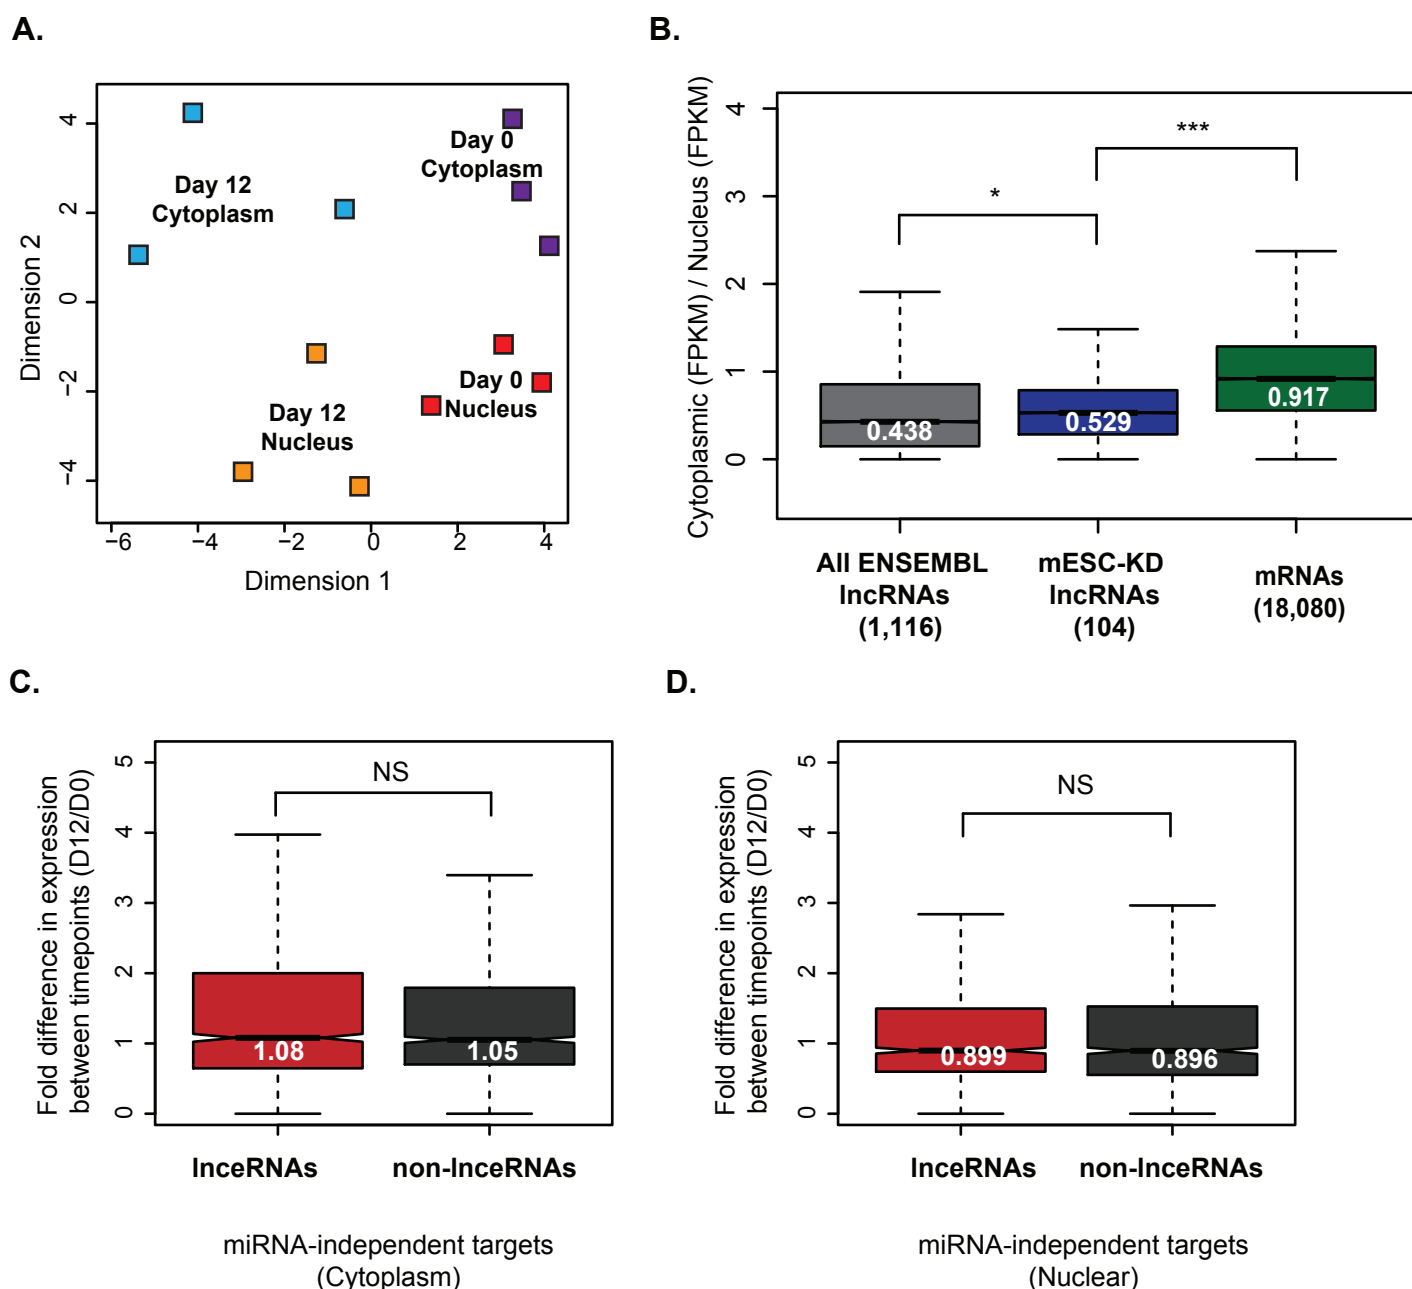 A.
Dimension 2
4
2
0
−2
−4
Day 12
Cytoplasm
Day 0
Cytoplasm
Day 12
Nucleus
Day 0
Nucleus
−6
−4
−2
0
2
4
Dimension 1
B.
Cytoplasmic (FPKM) / Nucleus (FPKM)
4
3
2
1
0
*
***
0.438
0.529
0.917
All ENSEMBL
lncRNAs
(1,116)
mESC-KD
lncRNAs
(104)
mRNAs
(18,080)
C.
Fold difference in expression
between timepoints (D12/D0)
5
4
3
2
1
0
NS
1.08
1.05
lnceRNAs
non-lnceRNAs
miRNA-independent targets
(Cytoplasm)
D.
Fold difference in expression
between timepoints (D12/D0)
5
4
3
2
1
0
NS
0.899
0.896
lnceRNAs
non-lnceRNAs
miRNA-independent targets
(Nuclear)